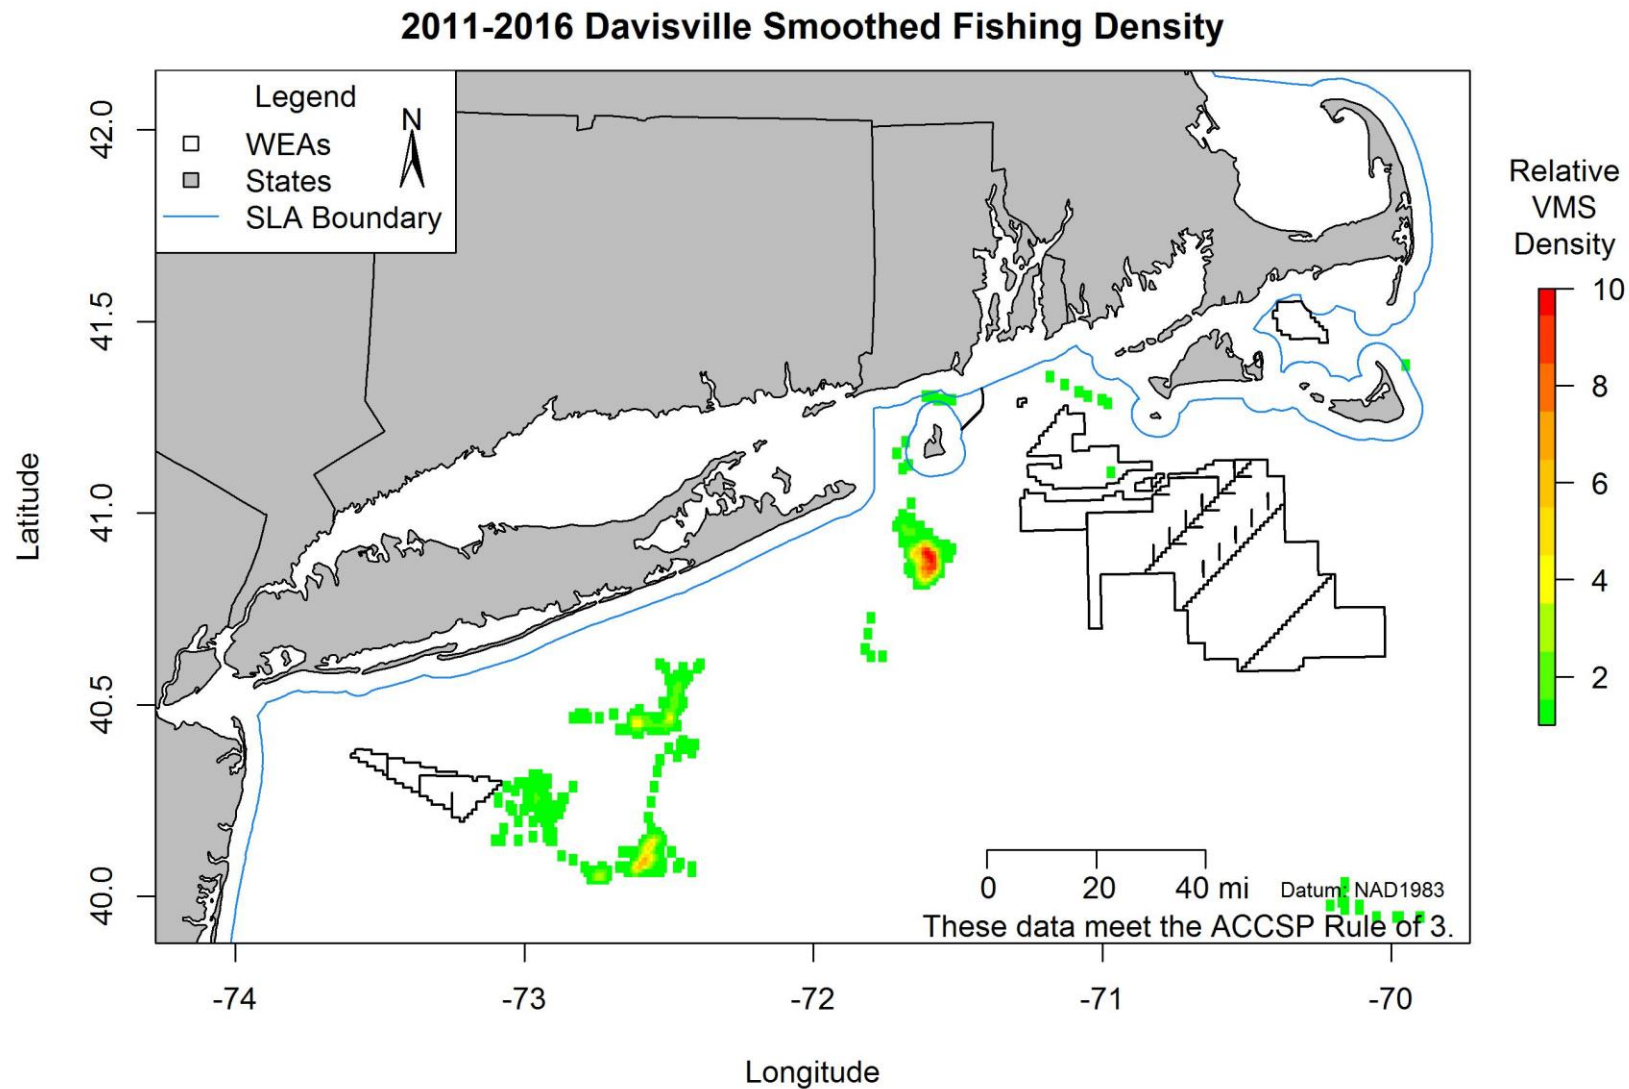 2011-2016 Davisville Smoothed Fishing Density
Legend
N
WEAs
States
SLA Boundary
Relative
VMS
Density
10
8
6
4
2
Latitude
42.0
41.5
41.0
40.5
40.0
0 20 40 mi
Datum: NAD1983
These data meet the ACCSP Rule of 3.
-74 -73 -72 -71 -70
Longitude